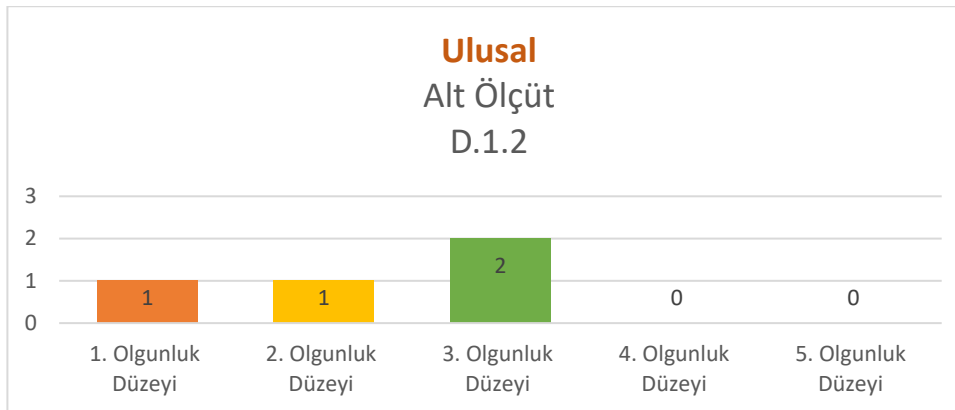 Ulusal
Alt Ölçüt
D.1.2
3
2
1
0
1
1
2
0
0
1. Olgunluk
Düzeyi
2. Olgunluk
Düzeyi
3. Olgunluk
Düzeyi
4. Olgunluk
Düzeyi
5. Olgunluk
Düzeyi